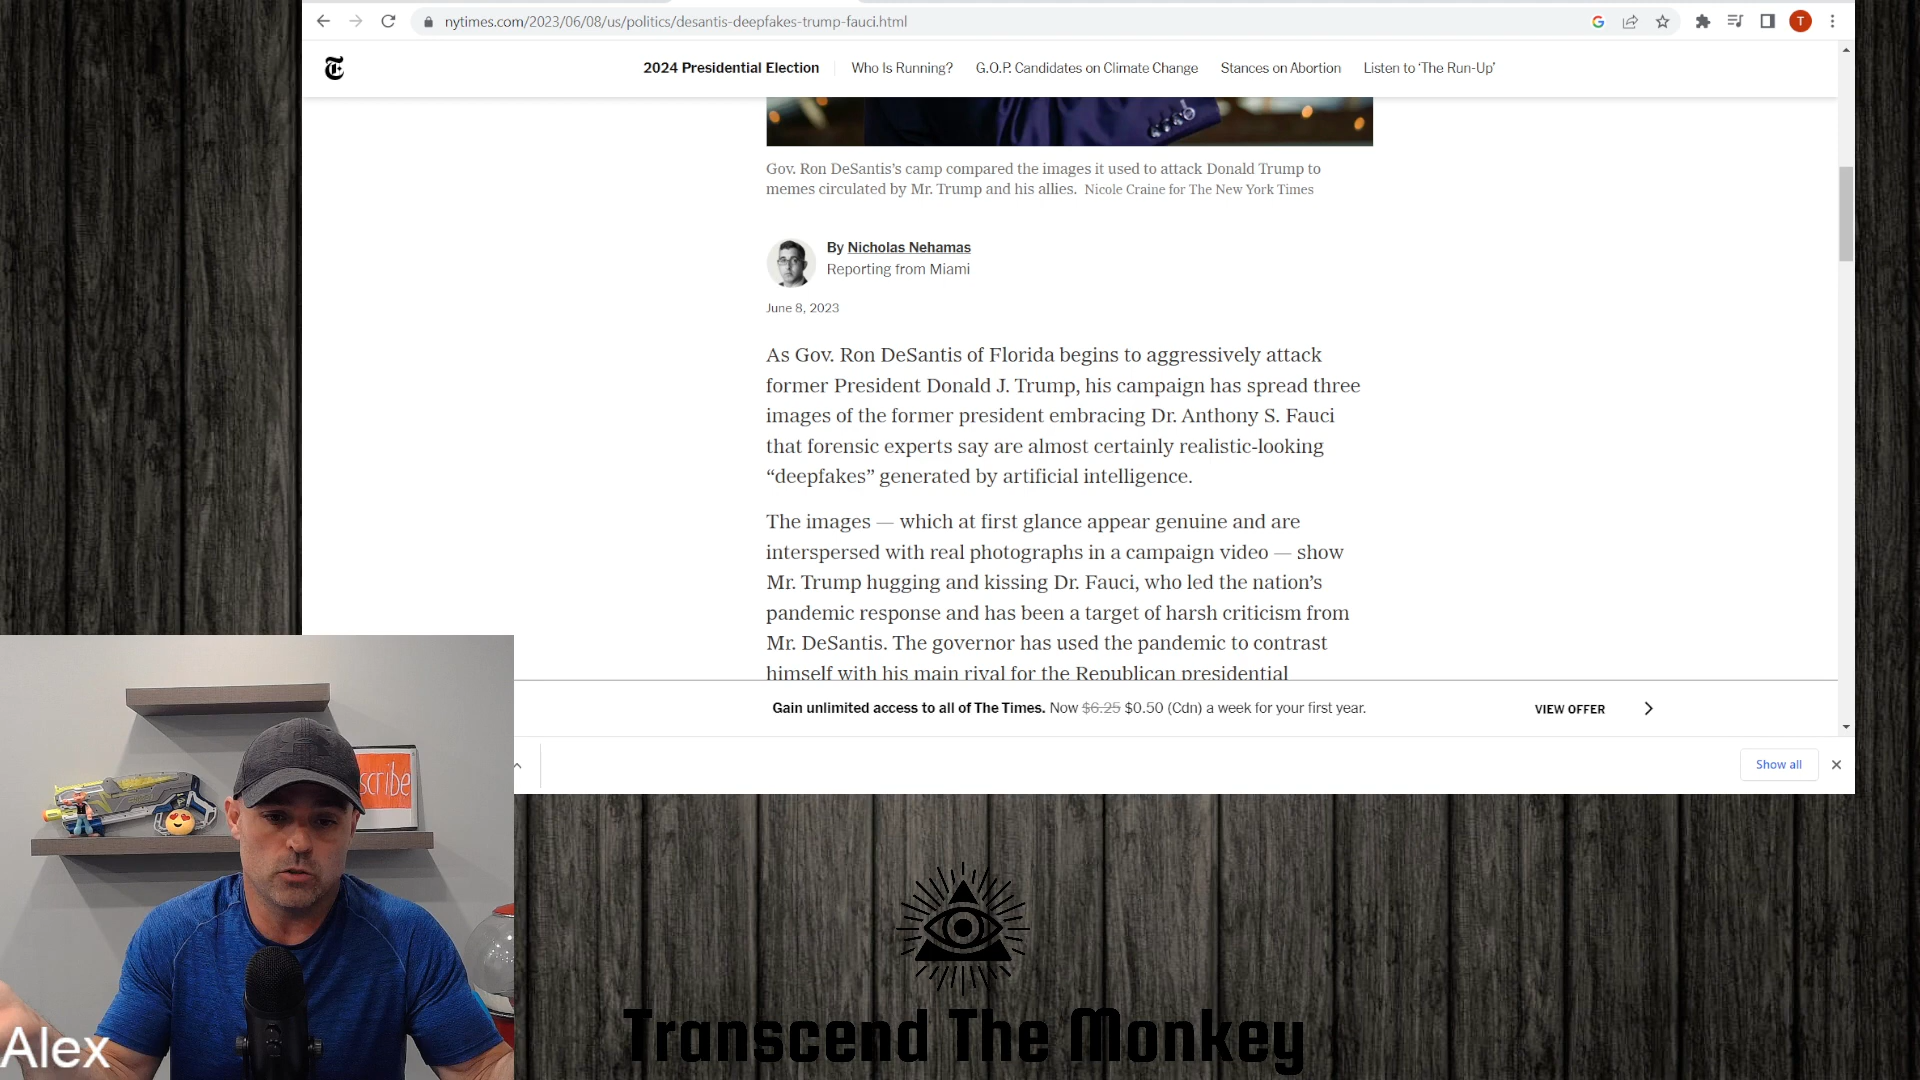 nytimes.com/2023/06/08/us/politics/desantis-deepfakes-trump-fauci.html
G
T
2024 Presidential Election
Who Is Running?
G.O.P. Candidates on Climate Change
Stances on Abortion
Listen to ‘The Run-Up’
Gov. Ron DeSantis’s camp compared the images it used to attack Donald Trump to
memes circulated by Mr. Trump and his allies. Nicole Craine for The New York Times
By Nicholas Nehamas
Reporting from Miami
June 8, 2023
As Gov. Ron DeSantis of Florida begins to aggressively attack
former President Donald J. Trump, his campaign has spread three
images of the former president embracing Dr. Anthony S. Fauci
that forensic experts say are almost certainly realistic-looking
“deepfakes” generated by artificial intelligence.
The images — which at first glance appear genuine and are
interspersed with real photographs in a campaign video — show
Mr. Trump hugging and kissing Dr. Fauci, who led the nation’s
pandemic response and has been a target of harsh criticism from
Mr. DeSantis. The governor has used the pandemic to contrast
himself with his main rival for the Republican presidential
Gain unlimited access to all of The Times. Now $6.25 $0.50 (Cdn) a week for your first year.
VIEW OFFER
Show all
scribe
Alex
Transcend The Monkey